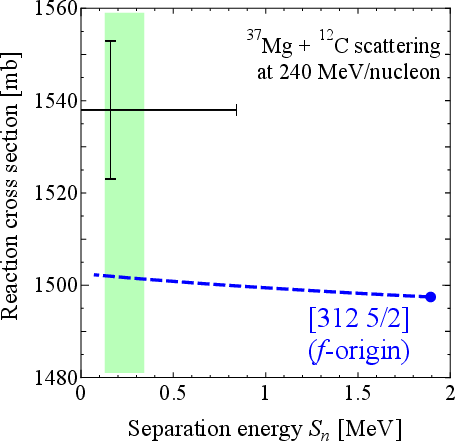 1560
1540
1520
1500
1480
Reaction cross section [mb]
³⁷Mg + ¹²C scattering
at 240 MeV/nucleon
[312 5/2]
(f-origin)
0
0.5
1
1.5
2
Separation energy Sₙ [MeV]